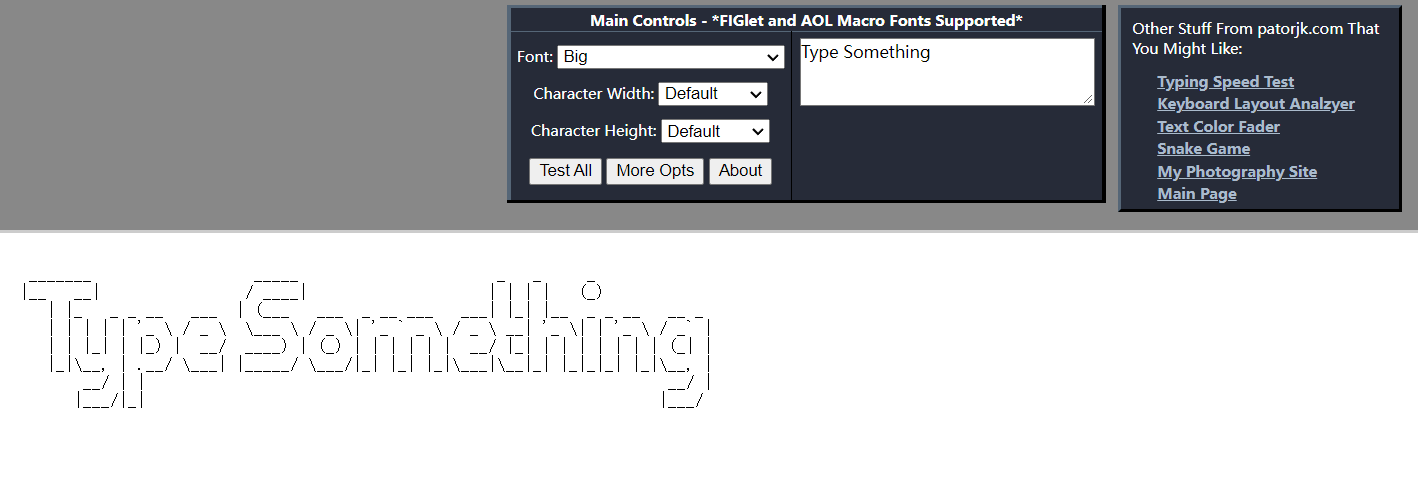 Main Controls - *FIGlet and AOL Macro Fonts Supported*
Font: Big
Character Width: Default
Character Height: Default
Test All More Opts About
Type Something
Other Stuff From patorjk.com That
You Might Like:
Typing Speed Test
Keyboard Layout Analzyer
Text Color Fader
Snake Game
My Photography Site
Main Page
Type Something